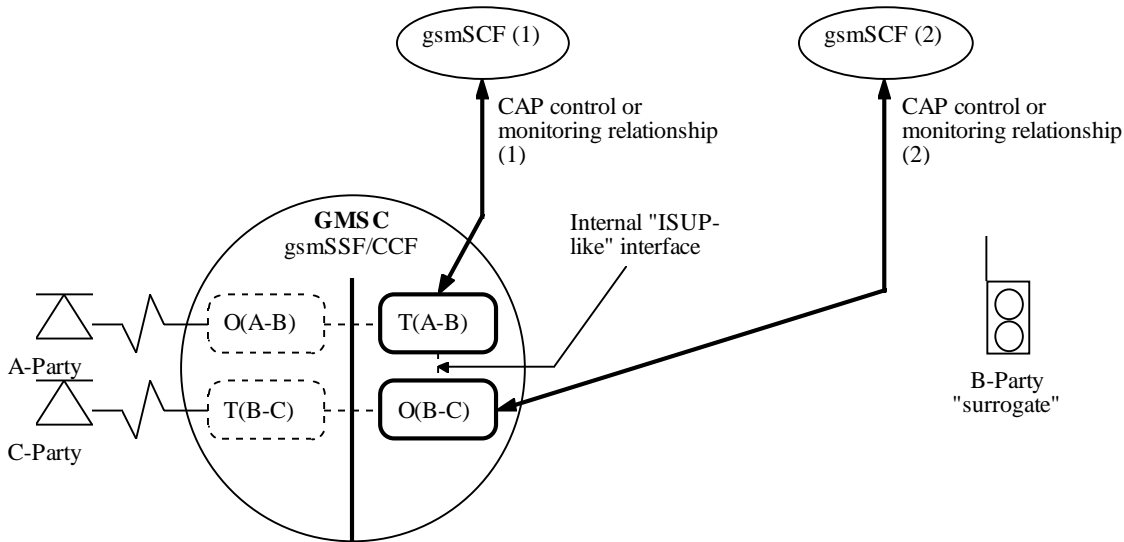 gsmSCF (1)
gsmSCF (2)
CAP control or
monitoring relationship
(1)
CAP control or
monitoring relationship
(2)
GMSC
gsmSSF/CCF
Internal "ISUP-
like" interface
O(A-B)
T(A-B)
A-Party
T(B-C)
O(B-C)
C-Party
B-Party
"surrogate"